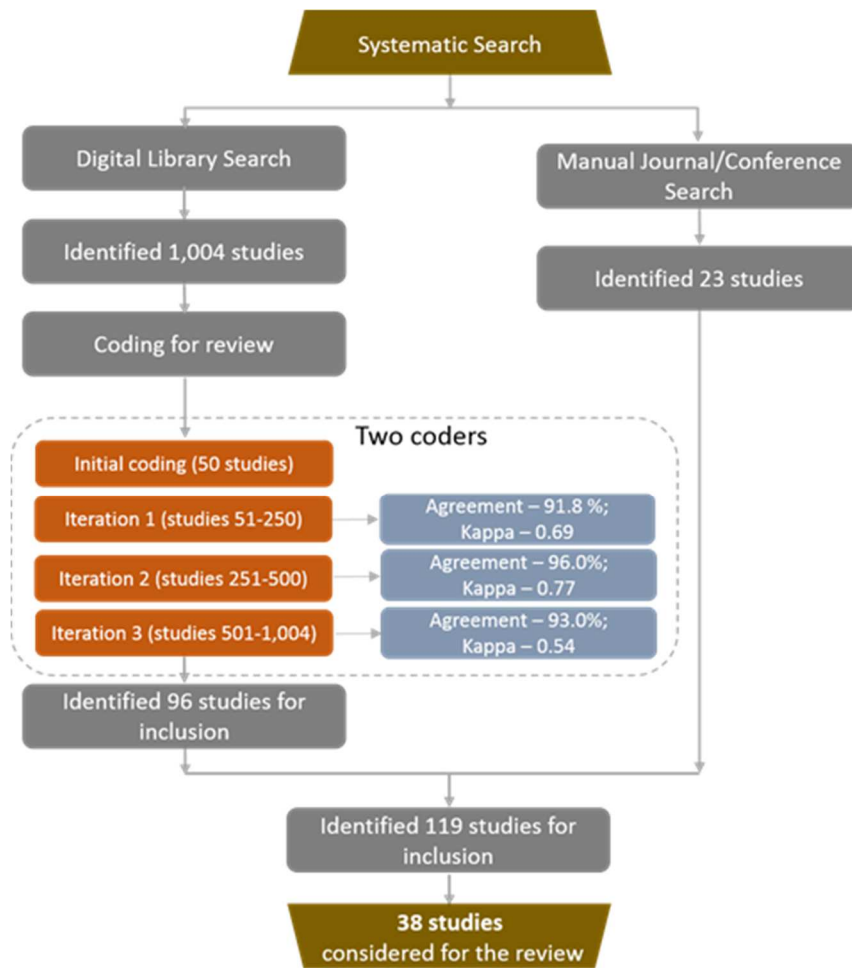 Systematic Search
Digital Library Search
Manual Journal/Conference
Search
Identified 1,004 studies
Identified 23 studies
Coding for review
Two coders
Initial coding (50 studies)
Iteration 1 (studies 51-250)
Agreement – 91.8 %;
Kappa – 0.69
Iteration 2 (studies 251-500)
Agreement – 96.0%;
Kappa – 0.77
Iteration 3 (studies 501-1,004)
Agreement – 93.0%;
Kappa – 0.54
Identified 96 studies for
inclusion
Identified 119 studies for
inclusion
38 studies
considered for the review